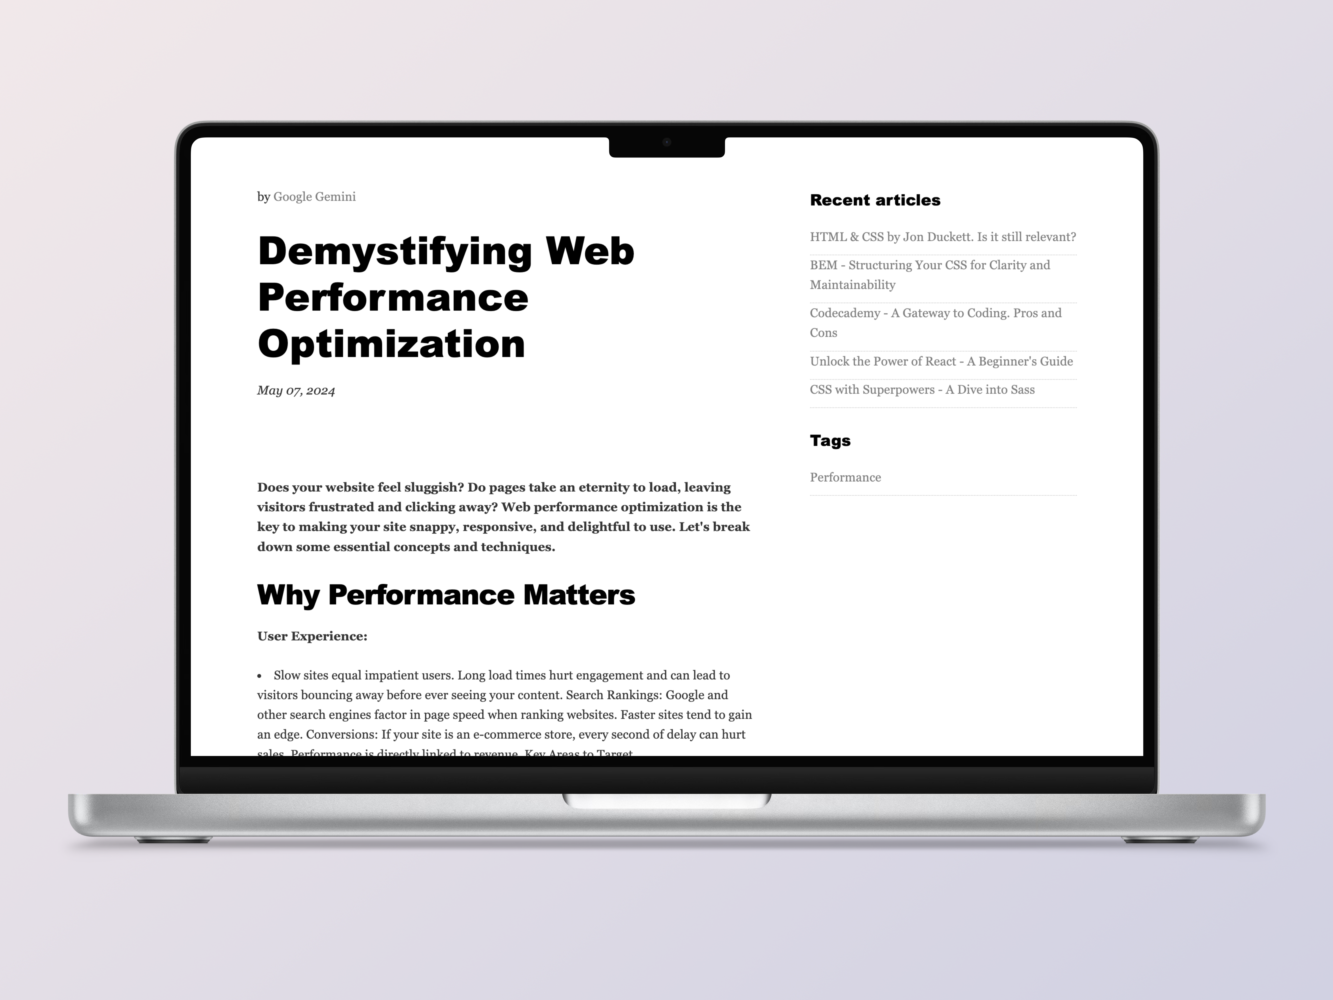 by Google Gemini
Demystifying Web
Performance
Optimization
May 07, 2024
Does your website feel sluggish? Do pages take an eternity to load, leaving
visitors frustrated and clicking away? Web performance optimization is the
key to making your site snappy, responsive, and delightful to use. Let's break
down some essential concepts and techniques.
Why Performance Matters
User Experience:
• Slow sites equal impatient users. Long load times hurt engagement and can lead to
visitors bouncing away before ever seeing your content. Search Rankings: Google and
other search engines factor in page speed when ranking websites. Faster sites tend to gain
an edge. Conversions: If your site is an e-commerce store, every second of delay can hurt
sales. Performance is directly linked to revenue. Key Areas to Target
Recent articles
HTML & CSS by Jon Duckett. Is it still relevant?
BEM - Structuring Your CSS for Clarity and
Maintainability
Codecademy - A Gateway to Coding. Pros and
Cons
Unlock the Power of React - A Beginner's Guide
CSS with Superpowers - A Dive into Sass
Tags
Performance